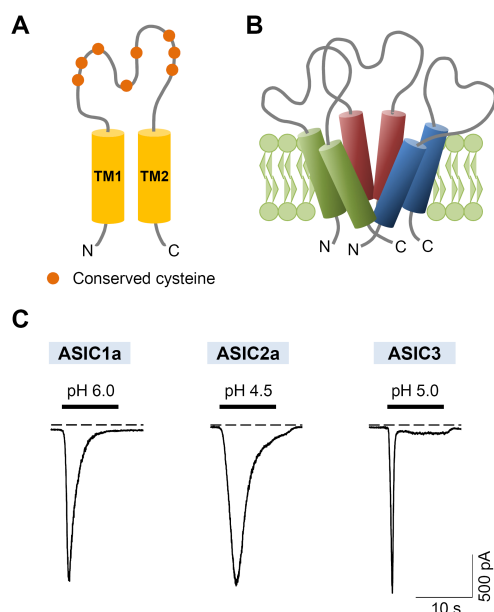 A
B
TM1 TM2
N C
N N C C
Conserved cysteine
C
ASIC1a ASIC2a ASIC3
pH 6.0 pH 4.5 pH 5.0
500 pA
10 s